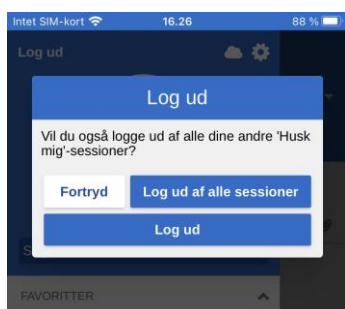 Intet SIM-kort 16.26 88 %
Log ud
Log ud
Vil du også logge ud af alle dine andre 'Husk
mig'-sessioner?
Fortryd Log ud af alle sessioner
Log ud
S
FAVORITTER